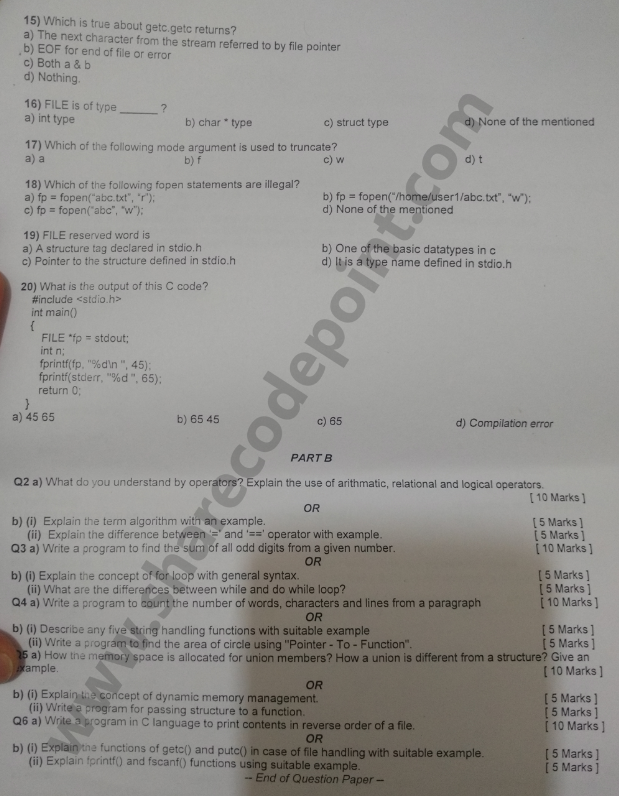 15) Which is true about getc.getc returns?
a) The next character from the stream referred to by file pointer
b) EOF for end of file or error
c) Both a & b
d) Nothing.
16) FILE is of type ______ ?
a) int type b) char * type c) struct type d) None of the mentioned
17) Which of the following mode argument is used to truncate?
a) a b) f c) w d) t
18) Which of the following fopen statements are illegal?
a) fp = fopen("abc.txt", "r"); b) fp = fopen("/home/user1/abc.txt", "w");
c) fp = fopen("abc", "w"); d) None of the mentioned
19) FILE reserved word is
a) A structure tag declared in stdio.h b) One of the basic datatypes in c
c) Pointer to the structure defined in stdio.h d) It is a type name defined in stdio.h
20) What is the output of this C code?
#include <stdio.h>
int main()
{
FILE *fp = stdout;
int n;
fprintf(fp, "%d\n ", 45);
fprintf(stderr, "%d ", 65);
return 0;
}
a) 45 65 b) 65 45 c) 65 d) Compilation error
PART B
Q2 a) What do you understand by operators? Explain the use of arithmatic, relational and logical operators.
[ 10 Marks ]
OR
b) (i) Explain the term algorithm with an example. [ 5 Marks ]
(ii) Explain the difference between '=' and '==' operator with example. [ 5 Marks ]
Q3 a) Write a program to find the sum of all odd digits from a given number. [ 10 Marks ]
OR
b) (i) Explain the concept of for loop with general syntax. [ 5 Marks ]
(ii) What are the differences between while and do while loop? [ 5 Marks ]
Q4 a) Write a program to count the number of words, characters and lines from a paragraph [ 10 Marks ]
OR
b) (i) Describe any five string handling functions with suitable example [ 5 Marks ]
(ii) Write a program to find the area of circle using "Pointer - To - Function". [ 5 Marks ]
5 a) How the memory space is allocated for union members? How a union is different from a structure? Give an
example. [ 10 Marks ]
OR
b) (i) Explain the concept of dynamic memory management. [ 5 Marks ]
(ii) Write a program for passing structure to a function. [ 5 Marks ]
Q6 a) Write a program in C language to print contents in reverse order of a file. [ 10 Marks ]
OR
b) (i) Explain the functions of getc() and putc() in case of file handling with suitable example. [ 5 Marks ]
(ii) Explain fprintf() and fscanf() functions using suitable example. [ 5 Marks ]
-- End of Question Paper --
www.sharecodepoint.com